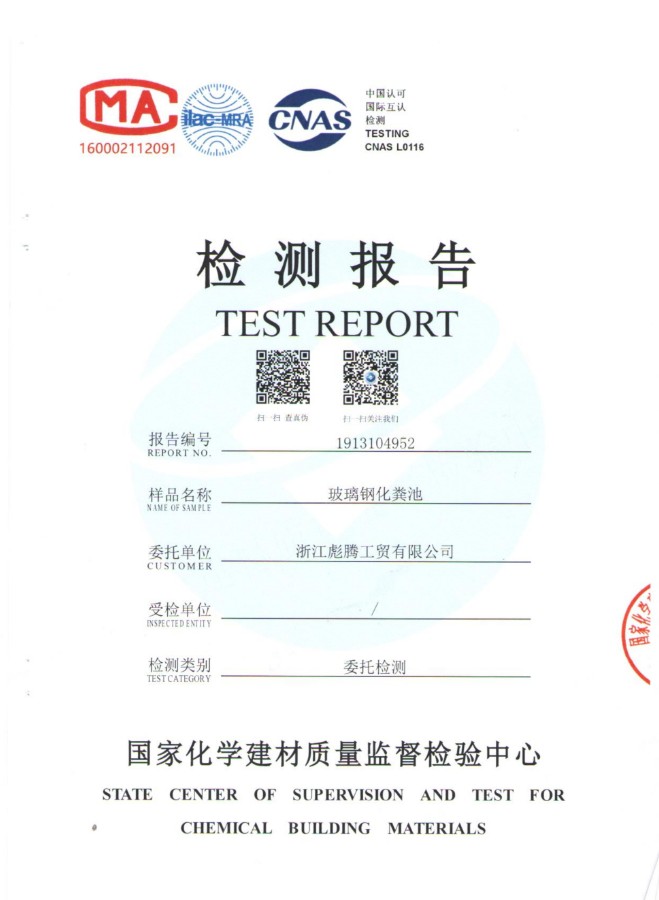 MA
160002112091
ilac-MRA
CNAS
中国认可
国际互认
检测
TESTING
CNAS L0116
检测报告
TEST REPORT
扫一扫 查真伪
扫一扫关注我们
报告编号
REPORT NO.
1913104952
样品名称
NAME OF SAMPLE
玻璃钢化粪池
委托单位
CUSTOMER
浙江彪腾工贸有限公司
受检单位
INSPECTED ENTITY
/
检测类别
TEST CATEGORY
委托检测
国家化学
国家化学建材质量监督检验中心
STATE CENTER OF SUPERVISION AND TEST FOR
CHEMICAL BUILDING MATERIALS